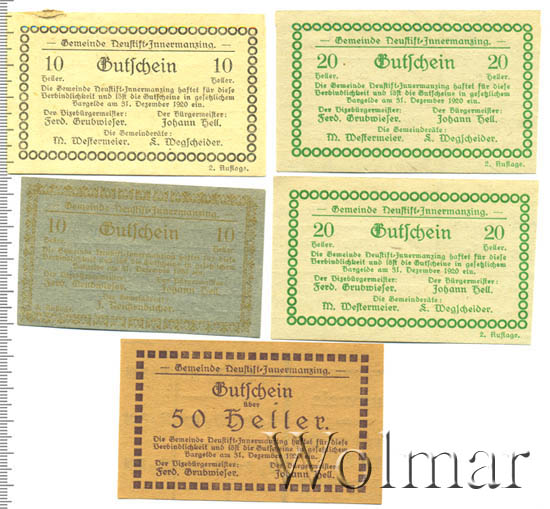 Gemeinde Neustift-Innermanzing.
10 Gutschein 10
Heller. Heller.
Die Gemeinde Neustift-Innermanzing haftet für diese
Verbindlichkeit und löst die Gutscheine in gesetzlichem
Bargelde am 31. Dezember 1920 ein.
Der Vizebürgermeister: Der Bürgermeister:
Ferd. Grubwieser. Johann Hell.
Die Gemeinderäte:
M. Westermeier. K. Wegscheider.
2. Auflage.
Gemeinde Neustift-Innermanzing.
20 Gutschein 20
Heller. Heller.
Die Gemeinde Neustift-Innermanzing haftet für diese
Verbindlichkeit und löst die Gutscheine in gesetzlichem
Bargelde am 31. Dezember 1920 ein.
Der Vizebürgermeister: Der Bürgermeister:
Ferd. Grubwieser. Johann Hell.
Die Gemeinderäte:
M. Westermeier. K. Wegscheider.
2. Auflage.
Gemeinde Neustift-Innermanzing.
10 Gutschein 10
Gemeinde Neustift-Innermanzing.
20 Gutschein 20
Heller. Heller.
Die Gemeinde Neustift-Innermanzing haftet für diese
Verbindlichkeit und löst die Gutscheine in gesetzlichem
Bargelde am 31. Dezember 1920 ein.
Der Vizebürgermeister: Der Bürgermeister:
Ferd. Grubwieser. Johann Hell.
Die Gemeinderäte:
M. Westermeier. K. Wegscheider.
2. Auflage.
Gemeinde Neustift-Innermanzing.
Gutschein
über
50 Heller.
Die Gemeinde Neustift-Innermanzing haftet für diese
Verbindlichkeit und löst die Gutscheine in gesetzlichem
Bargelde am 31. Dezember 1920 ein.
Der Vizebürgermeister: Der Bürgermeister:
Ferd. Grubwieser. Johann Hell.
Wolmar